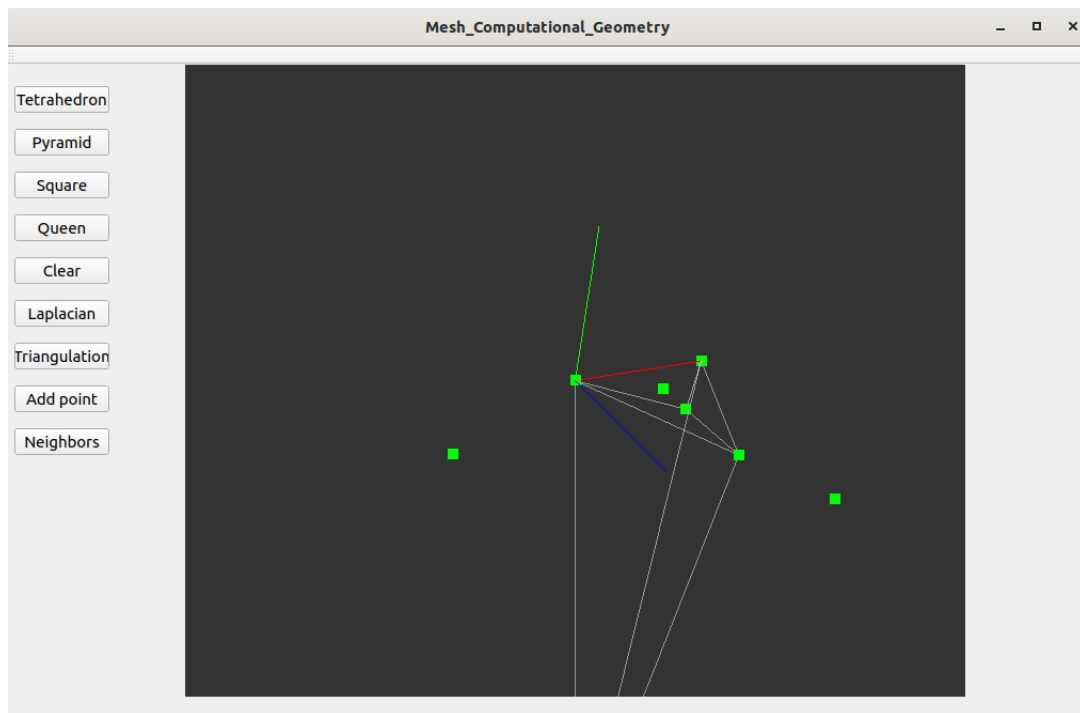 Mesh_Computational_Geometry
Tetrahedron
Pyramid
Square
Queen
Clear
Laplacian
Triangulation
Add point
Neighbors